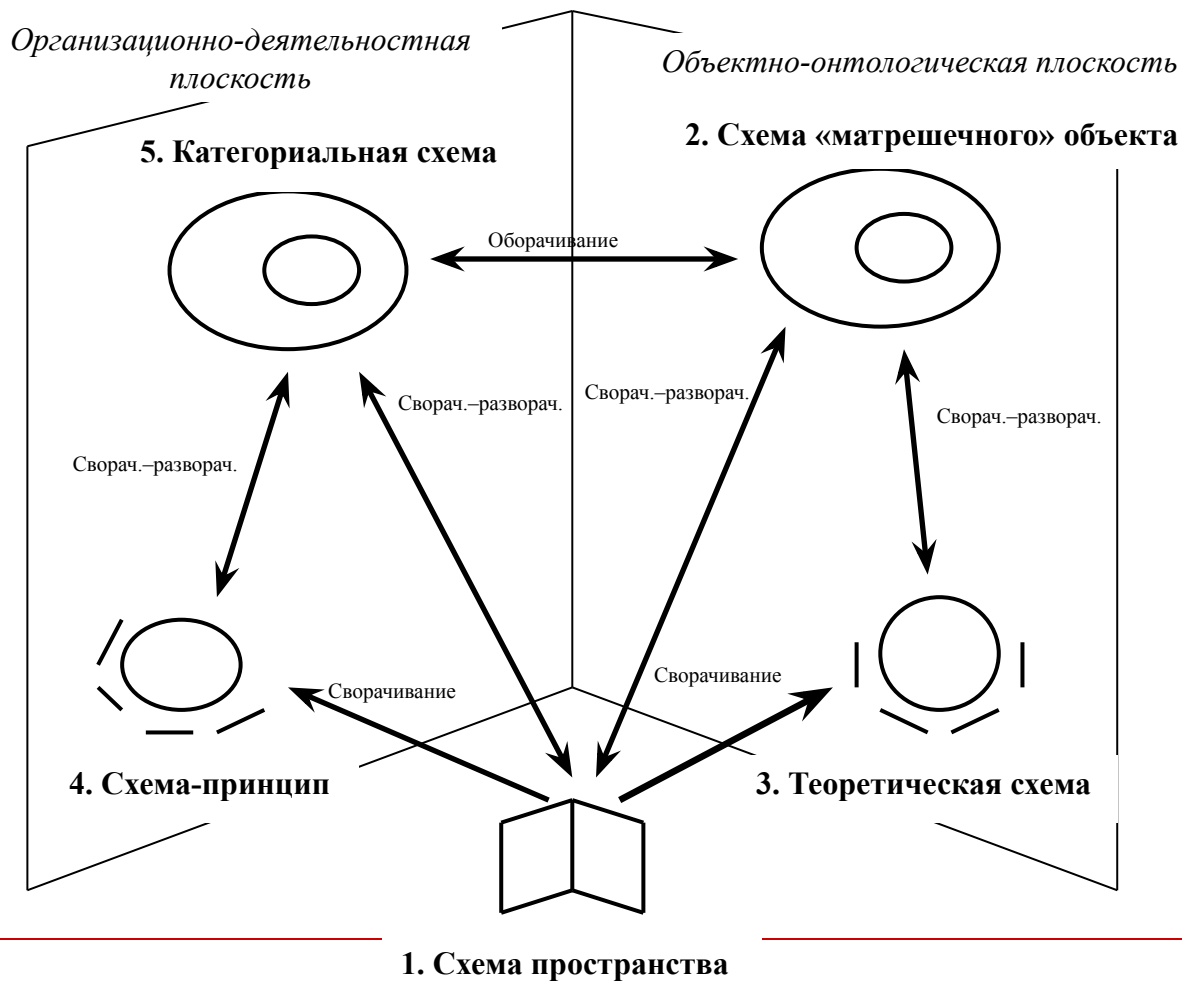 Организационно-деятельностная
плоскость
Объектно-онтологическая плоскость
5. Категориальная схема
2. Схема «матрешечного» объекта
Оборачивание
Сворач.–разворач.
Сворач.–разворач.
Сворач.–разворач.
Сворач.–разворач.
Сворачивание
Сворачивание
4. Схема-принцип
3. Теоретическая схема
1. Схема пространства